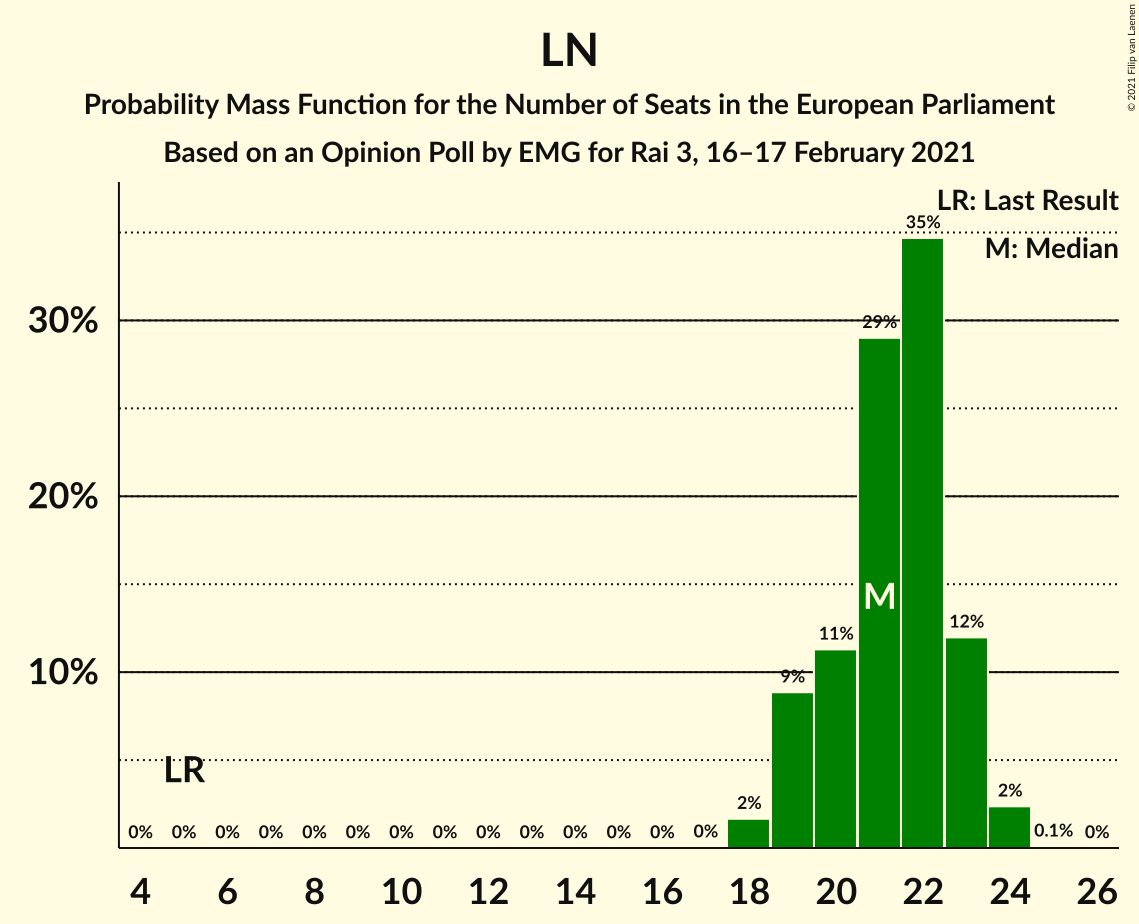 LN
Probability Mass Function for the Number of Seats in the European Parliament
Based on an Opinion Poll by EMG for Rai 3, 16–17 February 2021
© 2021 Filip van Laenen
LR: Last Result
M: Median
35%
30%
29%
20%
M
12%
11%
10%
9%
LR
2%
2%
0% 0% 0% 0% 0% 0% 0% 0% 0% 0% 0% 0% 0% 0% 0.1% 0%
4 6 8 10 12 14 16 18 20 22 24 26